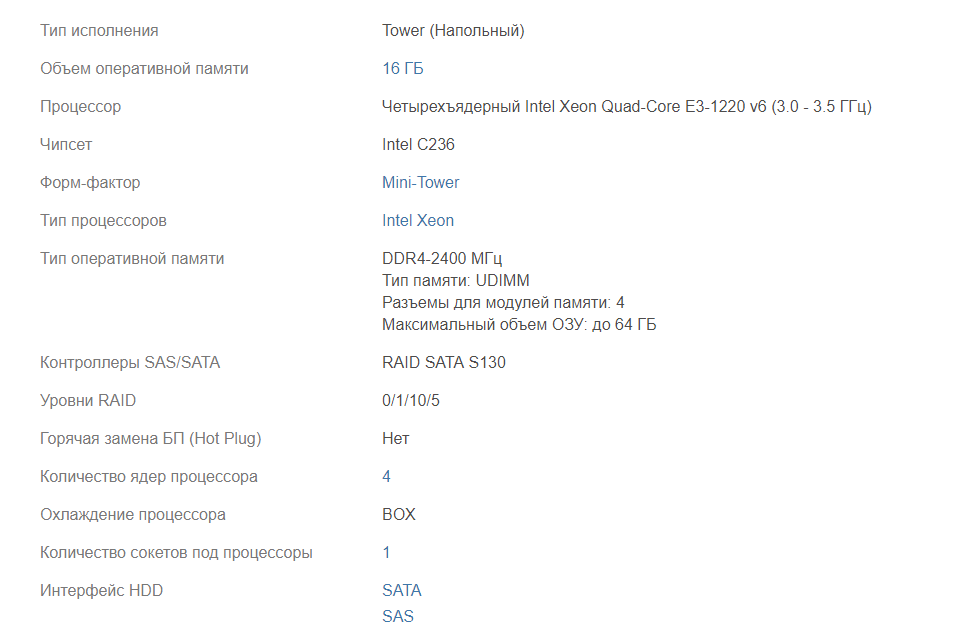 Тип исполнения Tower (Напольный)
Объем оперативной памяти 16 ГБ
Процессор Четырехъядерный Intel Xeon Quad-Core E3-1220 v6 (3.0 - 3.5 ГГц)
Чипсет Intel C236
Форм-фактор Mini-Tower
Тип процессоров Intel Xeon
Тип оперативной памяти DDR4-2400 МГц
Тип памяти: UDIMM
Разъемы для модулей памяти: 4
Максимальный объем ОЗУ: до 64 ГБ
Контроллеры SAS/SATA RAID SATA S130
Уровни RAID 0/1/10/5
Горячая замена БП (Hot Plug) Нет
Количество ядер процессора 4
Охлаждение процессора BOX
Количество сокетов под процессоры 1
Интерфейс HDD SATA
SAS